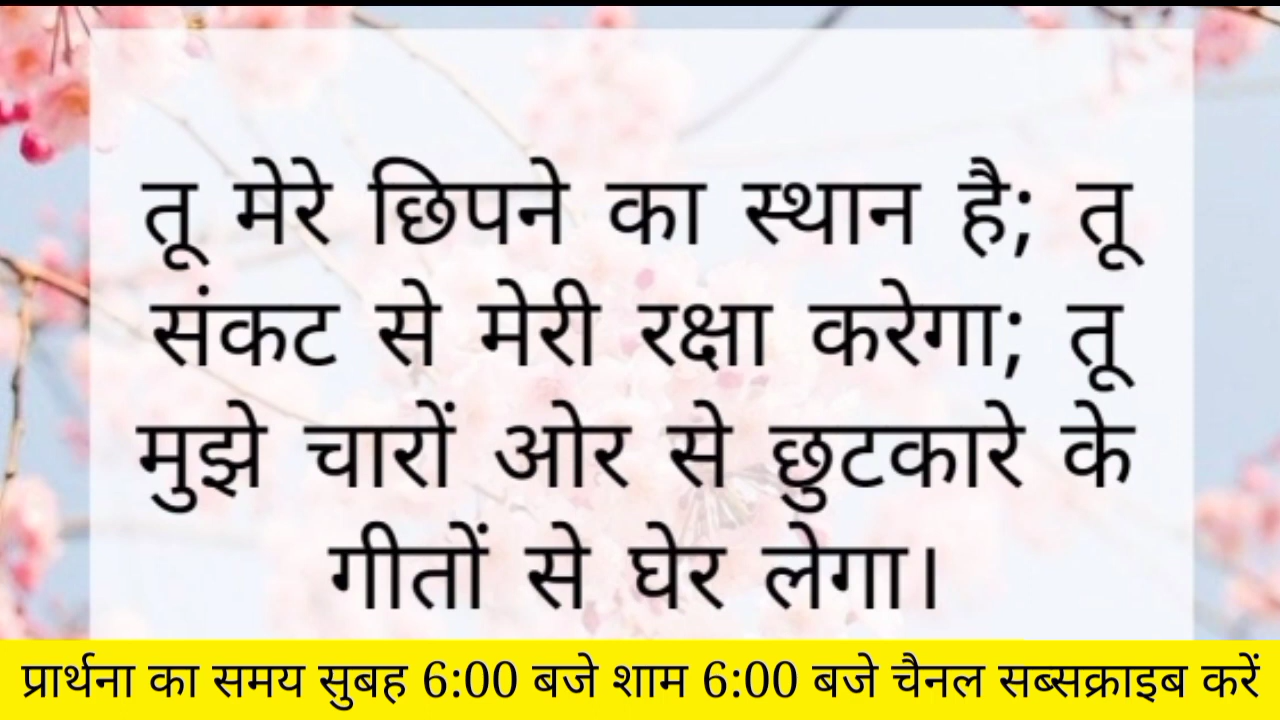 तू मेरे छिपने का स्थान है; तू
संकट से मेरी रक्षा करेगा; तू
मुझे चारों ओर से छुटकारे के
गीतों से घेर लेगा।
प्रार्थना का समय सुबह 6:00 बजे शाम 6:00 बजे चैनल सब्सक्राइब करें